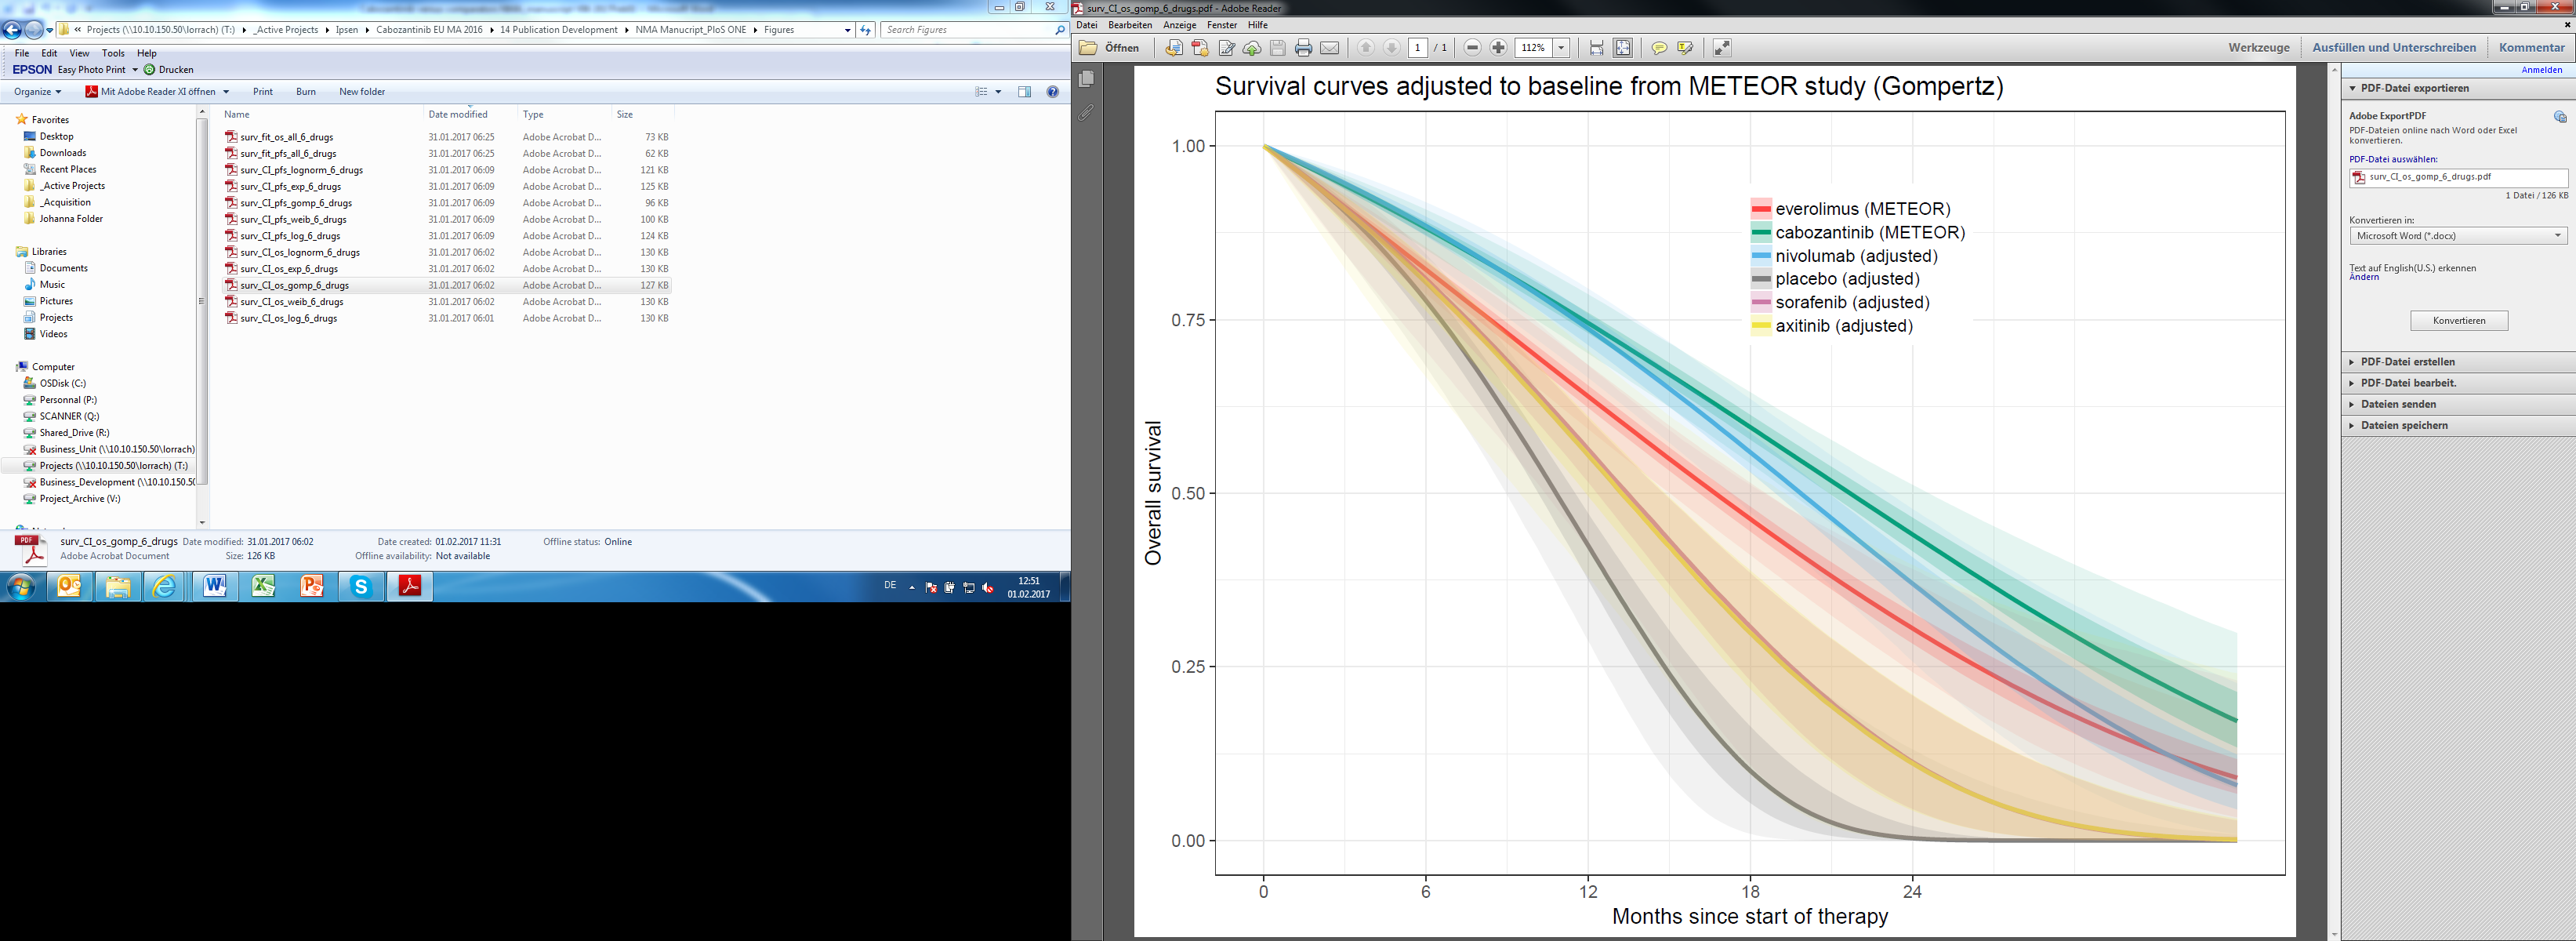 « Projects (\\10.10.150.50\lorrach) (T:) ▸ _Active Projects ▸ Ipsen ▸ Cabozantinib EU MA 2016 ▸ 14 Publication Development ▸ NMA Manucript_PloS ONE ▸ Figures
Search Figures
File Edit View Tools Help
EPSON Easy Photo Print Drucken
Organize Mit Adobe Reader XI öffnen Print Burn New folder
Favorites
Desktop
Downloads
Recent Places
_Active Projects
_Acquisition
Johanna Folder
Libraries
Documents
Music
Pictures
Projects
Videos
Computer
OSDisk (C:)
Personnal (P:)
SCANNER (Q:)
Shared_Drive (R:)
Business_Unit (\\10.10.150.50\lorrach)
Projects (\\10.10.150.50\lorrach) (T:)
Business_Development (\\10.10.150.50
Project_Archive (V:)
Name Date modified Type Size
surv_fit_os_all_6_drugs 31.01.2017 06:25 Adobe Acrobat D... 73 KB
surv_fit_pfs_all_6_drugs 31.01.2017 06:25 Adobe Acrobat D... 62 KB
surv_CI_pfs_lognorm_6_drugs 31.01.2017 06:09 Adobe Acrobat D... 121 KB
surv_CI_pfs_exp_6_drugs 31.01.2017 06:09 Adobe Acrobat D... 125 KB
surv_CI_pfs_gomp_6_drugs 31.01.2017 06:09 Adobe Acrobat D... 96 KB
surv_CI_pfs_weib_6_drugs 31.01.2017 06:09 Adobe Acrobat D... 100 KB
surv_CI_pfs_log_6_drugs 31.01.2017 06:09 Adobe Acrobat D... 124 KB
surv_CI_os_lognorm_6_drugs 31.01.2017 06:02 Adobe Acrobat D... 130 KB
surv_CI_os_exp_6_drugs 31.01.2017 06:02 Adobe Acrobat D... 130 KB
surv_CI_os_gomp_6_drugs 31.01.2017 06:02 Adobe Acrobat D... 127 KB
surv_CI_os_weib_6_drugs 31.01.2017 06:02 Adobe Acrobat D... 130 KB
surv_CI_os_log_6_drugs 31.01.2017 06:01 Adobe Acrobat D... 130 KB
PDF
surv_CI_os_gomp_6_drugs Date modified: 31.01.2017 06:02 Date created: 01.02.2017 11:31 Offline status: Online
Adobe Acrobat Document Size: 126 KB Offline availability: Not available
DE
12:51
01.02.2017
surv_CI_os_gomp_6_drugs.pdf - Adobe Reader
Datei Bearbeiten Anzeige Fenster Hilfe
Öffnen 1 / 1 112% Werkzeuge Ausfüllen und Unterschreiben Kommentar
Survival curves adjusted to baseline from METEOR study (Gompertz)
1.00
0.75
0.50
0.25
0.00
Overall survival
everolimus (METEOR)
cabozantinib (METEOR)
nivolumab (adjusted)
placebo (adjusted)
sorafenib (adjusted)
axitinib (adjusted)
0 6 12 18 24
Months since start of therapy
Anmelden
PDF-Datei exportieren
Adobe ExportPDF
PDF-Dateien online nach Word oder Excel
konvertieren.
PDF-Datei auswählen:
surv_CI_os_gomp_6_drugs.pdf
1 Datei / 126 KB
Konvertieren in:
Microsoft Word (*.docx)
Text auf English(U.S.) erkennen
Ändern
Konvertieren
PDF-Datei erstellen
PDF-Datei bearbeit.
Dateien senden
Dateien speichern